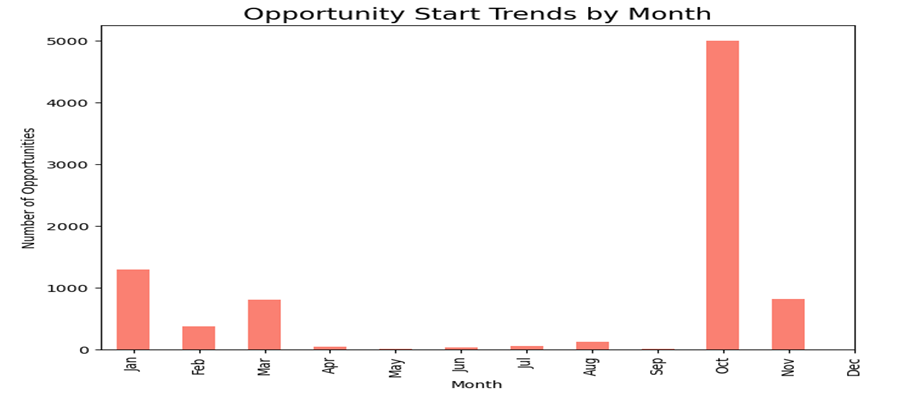 Opportunity Start Trends by Month
Number of Opportunities
5000
4000
3000
2000
1000
0
Jan
Feb
Mar
Apr
May
Jun
Jul
Aug
Sep
Oct
Nov
Dec
Month